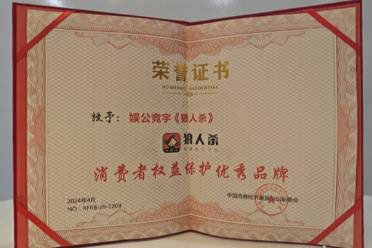 荣誉证书
授予：娱公竞宇《狼人杀》
狼人杀
消费者权益保护优秀品牌
2024年4月